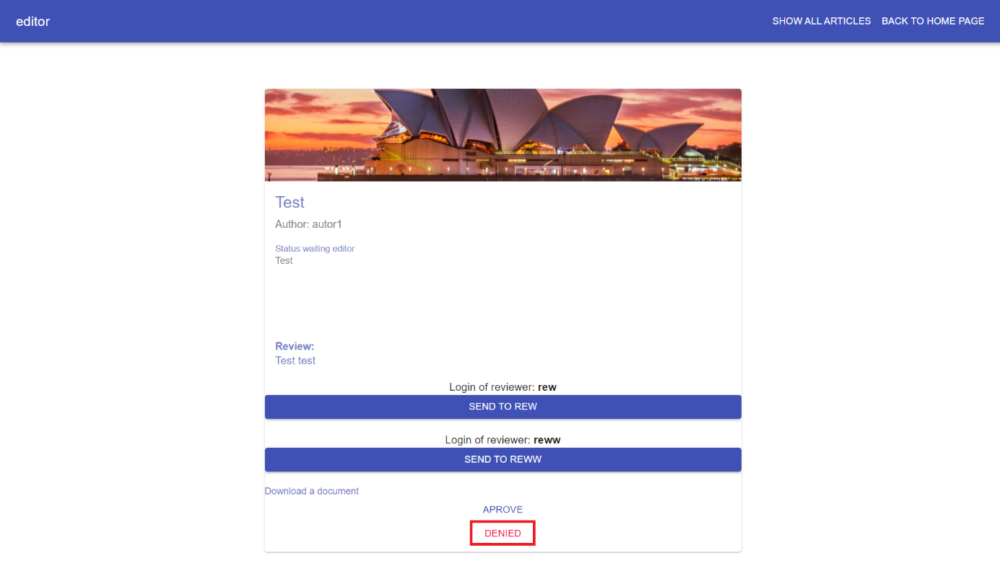 editor
SHOW ALL ARTICLES BACK TO HOME PAGE
Test
Author: autor1
Status:waiting editor
Test
Review:
Test test
Login of reviewer: rew
SEND TO REW
Login of reviewer: reww
SEND TO REWW
Download a document
APROVE
DENIED